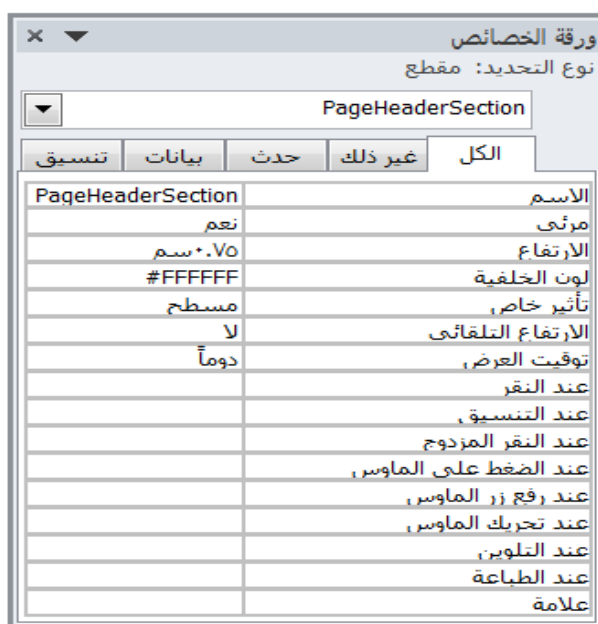 ورقة الخصائص
نوع التحديد: مقطع
PageHeaderSection
الكل غير ذلك حدث بيانات تنسيق
الاسم PageHeaderSection
مرئي نعم
الارتفاع ٠.٧٥سم
لون الخلفية #FFFFFF
تأثير خاص مسطح
الارتفاع التلقائي لا
توقيت العرض دوماً
عند النقر
عند التنسيق
عند النقر المزدوج
عند الضغط على الماوس
عند رفع زر الماوس
عند تحريك الماوس
عند التلوين
عند الطباعة
علامة